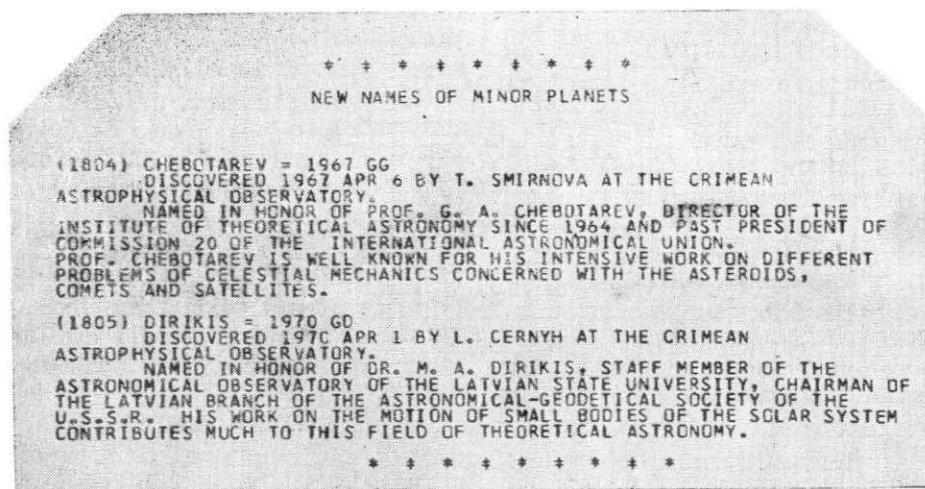 * * * * * * * * *
NEW NAMES OF MINOR PLANETS
(1804) CHEBOTAREV = 1967 GG
DISCOVERED 1967 APR 6 BY T. SMIRNOVA AT THE CRIMEAN
ASTROPHYSICAL OBSERVATORY.
NAMED IN HONOR OF PROF. G. A. CHEBOTAREV, DIRECTOR OF THE
INSTITUTE OF THEORETICAL ASTRONOMY SINCE 1964 AND PAST PRESIDENT OF
COMMISSION 20 OF THE INTERNATIONAL ASTRONOMICAL UNION.
PROF. CHEBOTAREV IS WELL KNOWN FOR HIS INTENSIVE WORK ON DIFFERENT
PROBLEMS OF CELESTIAL MECHANICS CONCERNED WITH THE ASTEROIDS,
COMETS AND SATELLITES.
(1805) DIRIKIS = 1970 GD
DISCOVERED 1970 APR 1 BY L. CERNYH AT THE CRIMEAN
ASTROPHYSICAL OBSERVATORY.
NAMED IN HONOR OF DR. M. A. DIRIKIS, STAFF MEMBER OF THE
ASTRONOMICAL OBSERVATORY OF THE LATVIAN STATE UNIVERSITY, CHAIRMAN OF
THE LATVIAN BRANCH OF THE ASTRONOMICAL-GEODETICAL SOCIETY OF THE
U.S.S.R. HIS WORK ON THE MOTION OF SMALL BODIES OF THE SOLAR SYSTEM
CONTRIBUTES MUCH TO THIS FIELD OF THEORETICAL ASTRONOMY.
* * * * * * * * *